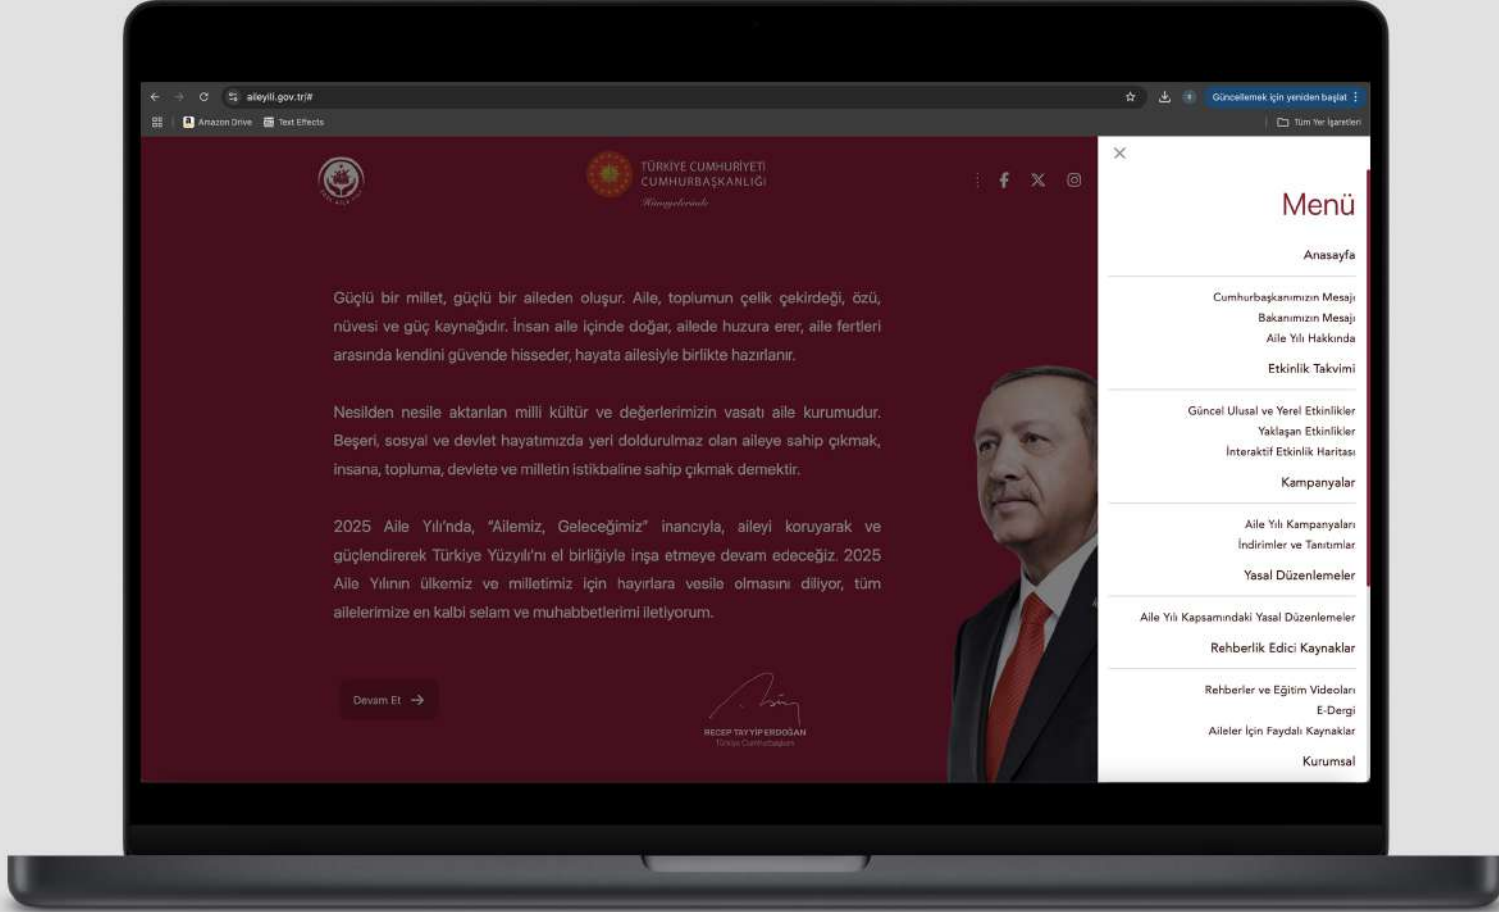 aileyili.gov.tr/#
Güncellemek için yeniden başlat
Amazon Drive
Text Effects
Tüm Yer İşaretleri
TÜRKİYE CUMHURİYETİ
CUMHURBAŞKANLIĞI
Himayelerinde
Güçlü bir millet, güçlü bir aileden oluşur. Aile, toplumun çelik çekirdeği, özü,
nüvesi ve güç kaynağıdır. İnsan aile içinde doğar, ailede huzura erer, aile fertleri
arasında kendini güvende hisseder, hayata ailesiyle birlikte hazırlanır.
Nesilden nesile aktarılan milli kültür ve değerlerimizin vasatı aile kurumudur.
Beşeri, sosyal ve devlet hayatımızda yeri doldurulmaz olan aileye sahip çıkmak,
insana, topluma, devlete ve milletin istikbaline sahip çıkmak demektir.
2025 Aile Yılı'nda, "Ailemiz, Geleceğimiz" inancıyla, aileyi koruyarak ve
güçlendirerek Türkiye Yüzyılı'nı el birliğiyle inşa etmeye devam edeceğiz. 2025
Aile Yılının ülkemiz ve milletimiz için hayırlara vesile olmasını diliyor, tüm
ailelerimize en kalbi selam ve muhabbetlerimi iletiyorum.
Devam Et
RECEP TAYYİP ERDOĞAN
Türkiye Cumhurbaşkanı
Menü
Anasayfa
Cumhurbaşkanımızın Mesajı
Bakanımızın Mesajı
Aile Yılı Hakkında
Etkinlik Takvimi
Güncel Ulusal ve Yerel Etkinlikler
Yaklaşan Etkinlikler
İnteraktif Etkinlik Haritası
Kampanyalar
Aile Yılı Kampanyaları
İndirimler ve Tanıtımlar
Yasal Düzenlemeler
Aile Yılı Kapsamındaki Yasal Düzenlemeler
Rehberlik Edici Kaynaklar
Rehberler ve Eğitim Videoları
E-Dergi
Aileler İçin Faydalı Kaynaklar
Kurumsal